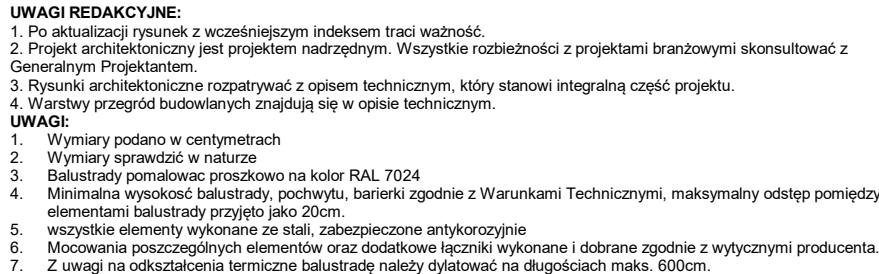 UWAGI REDAKCYJNE:
1. Po aktualizacji rysunek z wcześniejszym indeksem traci ważność.
2. Projekt architektoniczny jest projektem nadrzędnym. Wszystkie rozbieżności z projektami branżowymi skonsultować z
Generalnym Projektantem.
3. Rysunki architektoniczne rozpatrywać z opisem technicznym, który stanowi integralną część projektu.
4. Warstwy przegród budowlanych znajdują się w opisie technicznym.
UWAGI:
1. Wymiary podano w centymetrach
2. Wymiary sprawdzić w naturze
3. Balustrady pomalowac proszkowo na kolor RAL 7024
4. Minimalna wysokosć balustrady, pochwytu, barierki zgodnie z Warunkami Technicznymi, maksymalny odstęp pomiędzy
elementami balustrady przyjęto jako 20cm.
5. wszystkie elementy wykonane ze stali, zabezpieczone antykorozyjnie
6. Mocowania poszczególnych elementów oraz dodatkowe łączniki wykonane i dobrane zgodnie z wytycznymi producenta.
7. Z uwagi na odkształcenia termiczne balustradę należy dylatować na długościach maks. 600cm.